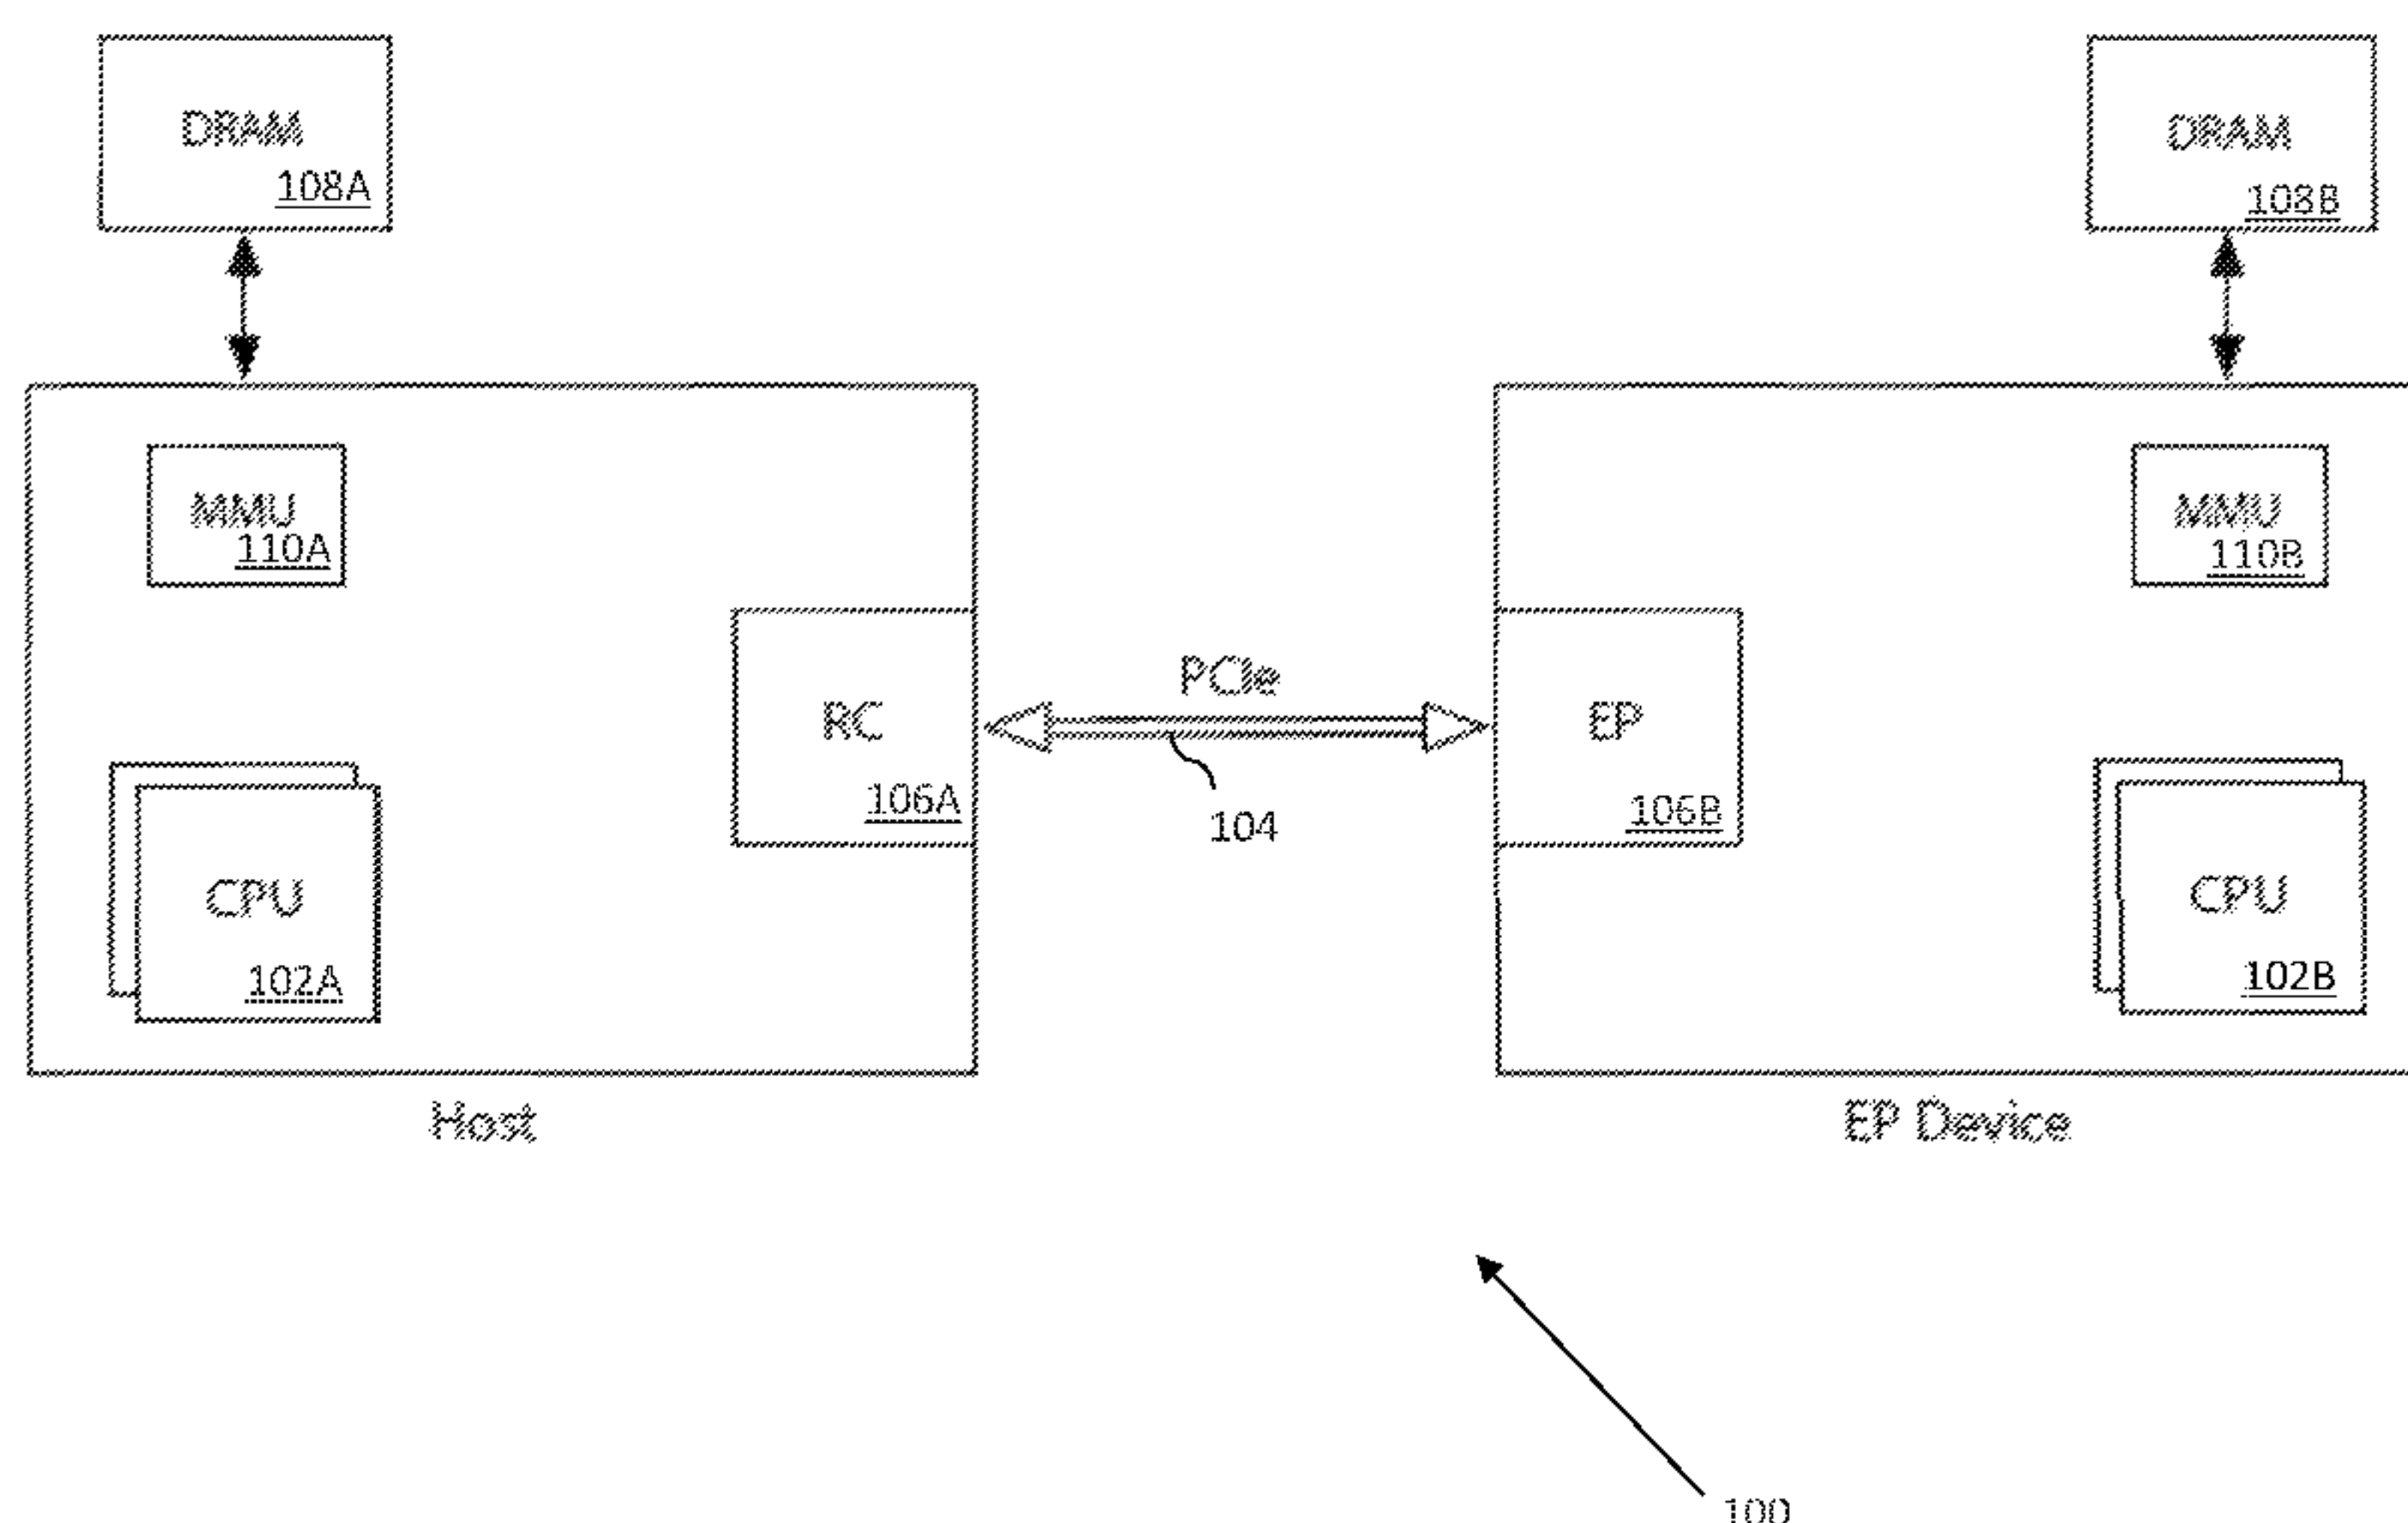 DRAM
108A
DRAM
108B
MMU
110A
MMU
110B
PCIe
RC
106A
104
EP
106B
CPU
102A
CPU
102B
Host
EP Device
100